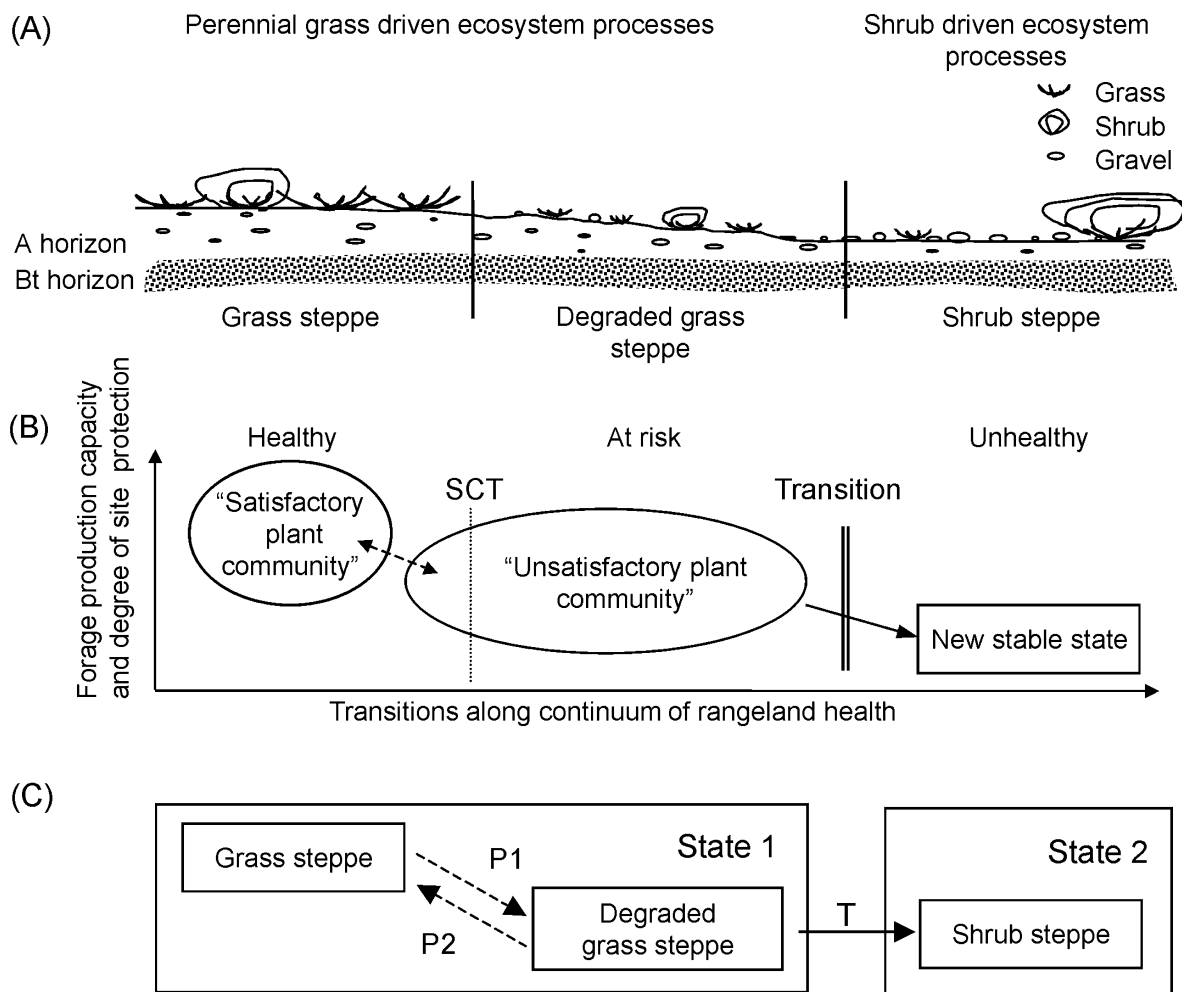 (A)
Perennial grass driven ecosystem processes
Shrub driven ecosystem
processes
Grass
Shrub
Gravel
A horizon
Bt horizon
Grass steppe
Degraded grass
steppe
Shrub steppe
(B)
Forage production capacity
and degree of site protection
Healthy
At risk
Unhealthy
SCT
Transition
“Satisfactory
plant
community”
“Unsatisfactory plant
community”
New stable state
Transitions along continuum of rangeland health
(C)
Grass steppe
P1
State 1
State 2
P2
Degraded
grass steppe
T
Shrub steppe